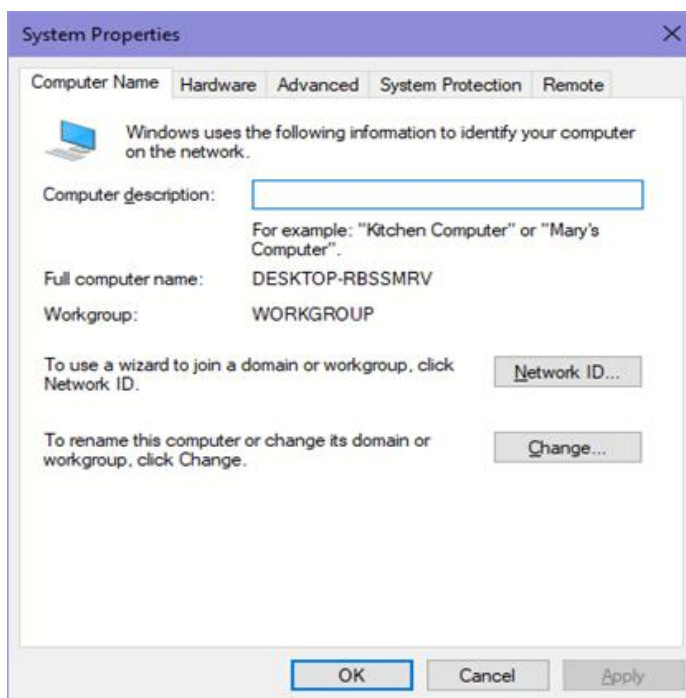 System Properties
Computer Name Hardware Advanced System Protection Remote
Windows uses the following information to identify your computer
on the network.
Computer description:
For example: "Kitchen Computer" or "Mary's
Computer".
Full computer name: DESKTOP-RBSSMRV
Workgroup: WORKGROUP
To use a wizard to join a domain or workgroup, click
Network ID.
Network ID...
To rename this computer or change its domain or
workgroup, click Change.
Change...
OK Cancel Apply